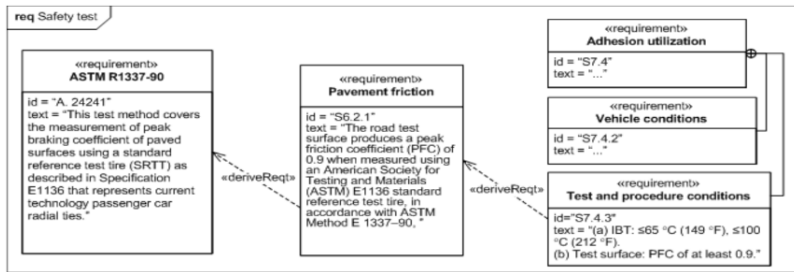 req Safety test
«requirement»
ASTM R1337-90
id = "A. 24241"
text = "This test method covers
the measurement of peak
braking coefficient of paved
surfaces using a standard
reference test tire (SRTT) as
described in Specification
E1136 that represents current
technology passenger car
radial ties."
«deriveReqt»
«requirement»
Pavement friction
id = "S6.2.1"
text = "The road test
surface produces a peak
friction coefficient (PFC) of
0.9 when measured using
an American Society for
Testing and Materials
(ASTM) E1136 standard
reference test tire, in
accordance with ASTM
Method E 1337–90, "
«deriveReqt»
«requirement»
Adhesion utilization
id = "S7.4"
text = "..."
«requirement»
Vehicle conditions
id = "S7.4.2"
text = "..."
«requirement»
Test and procedure conditions
id="S7.4.3"
text = "(a) IBT: ≤65 °C (149 °F), ≤100
°C (212 °F).
(b) Test surface: PFC of at least 0.9."